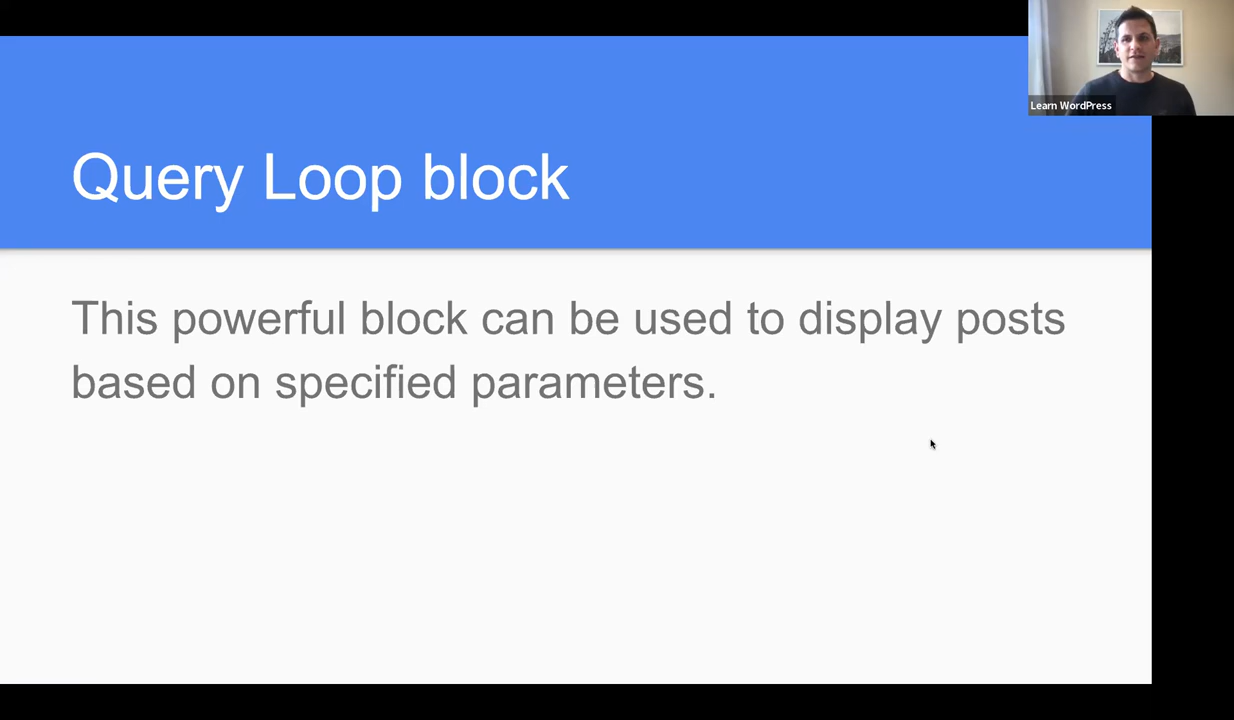 Learn WordPress
Query Loop block
This powerful block can be used to display posts
based on specified parameters.